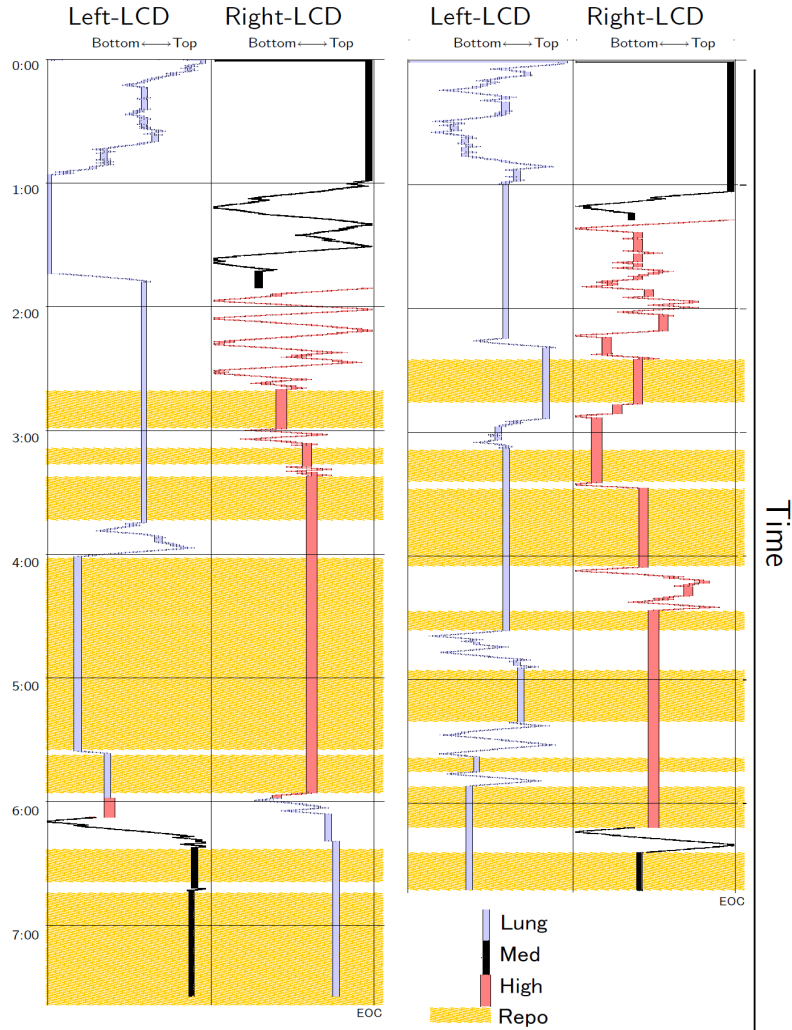 Left-LCD Right-LCD Left-LCD Right-LCD
Bottom ←→ Top Bottom ←→ Top Bottom ←→ Top Bottom ←→ Top
0:00
1:00
2:00
3:00
4:00
5:00
6:00
7:00
EOC
Time
EOC
Lung
Med
High
Repo